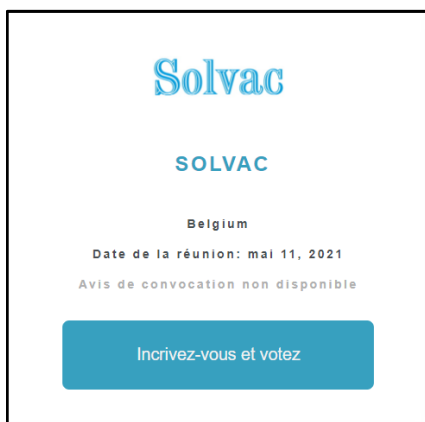 Solvac
SOLVAC
Belgium
Date de la réunion: mai 11, 2021
Avis de convocation non disponible
Incrivez-vous et votez